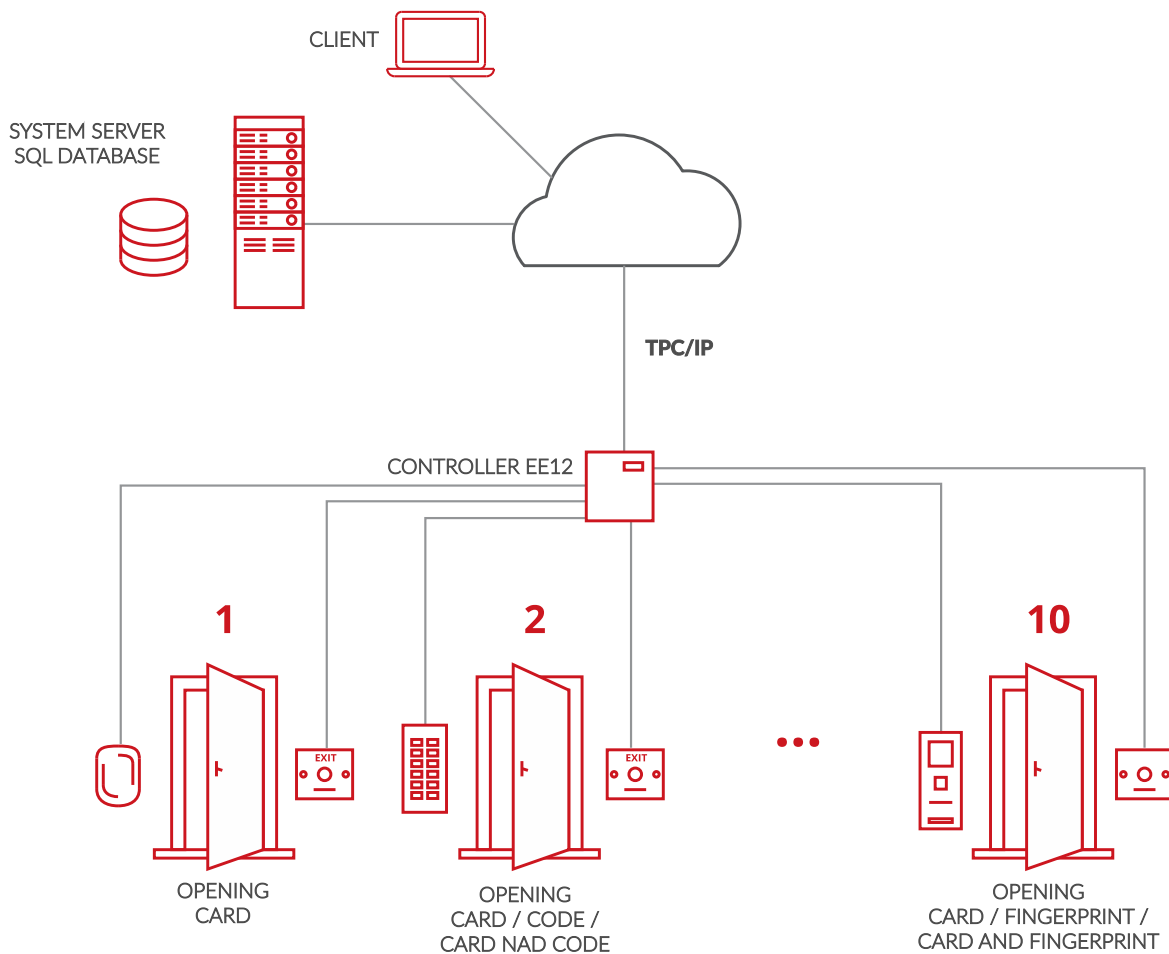 CLIENT
SYSTEM SERVER
SQL DATABASE
TPC/IP
CONTROLLER EE12
1
2
10
EXIT
EXIT
OPENING
CARD
OPENING
CARD / CODE /
CARD NAD CODE
OPENING
CARD / FINGERPRINT /
CARD AND FINGERPRINT